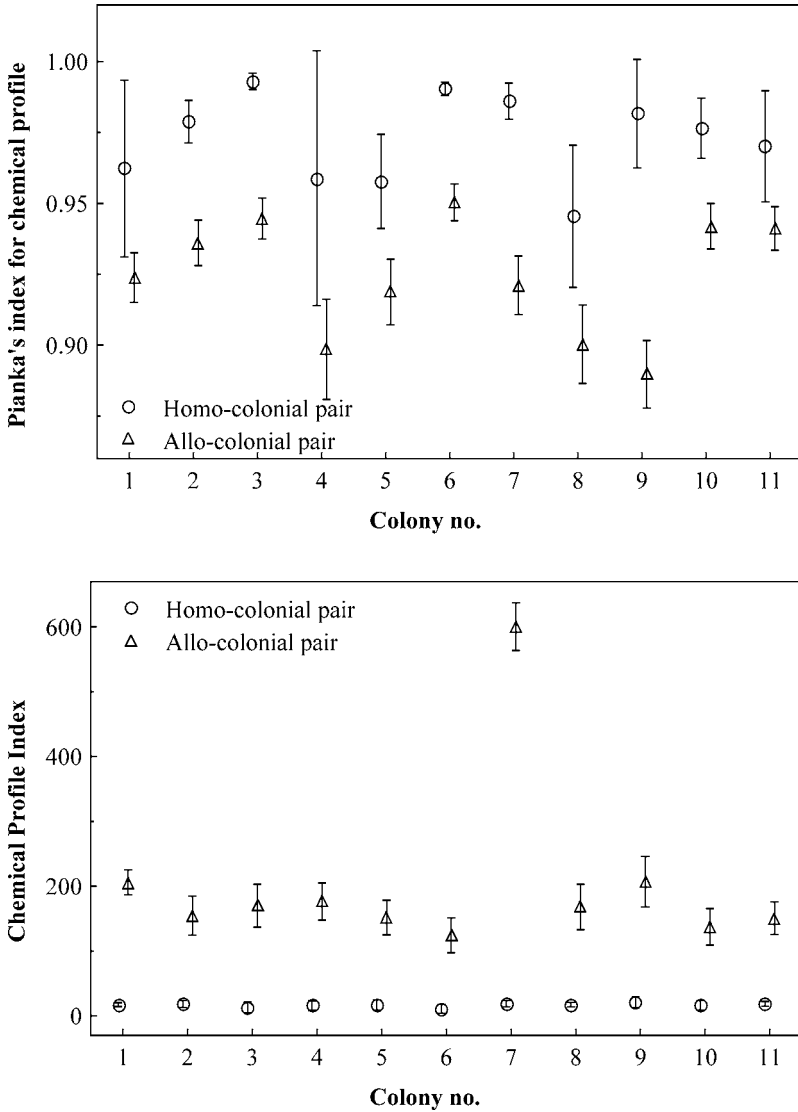 Pianka's index for chemical profile
1.00
0.95
0.90
Homo-colonial pair
Allo-colonial pair
1 2 3 4 5 6 7 8 9 10 11
Colony no.
Chemical Profile Index
Homo-colonial pair
Allo-colonial pair
600
400
200
0
1 2 3 4 5 6 7 8 9 10 11
Colony no.